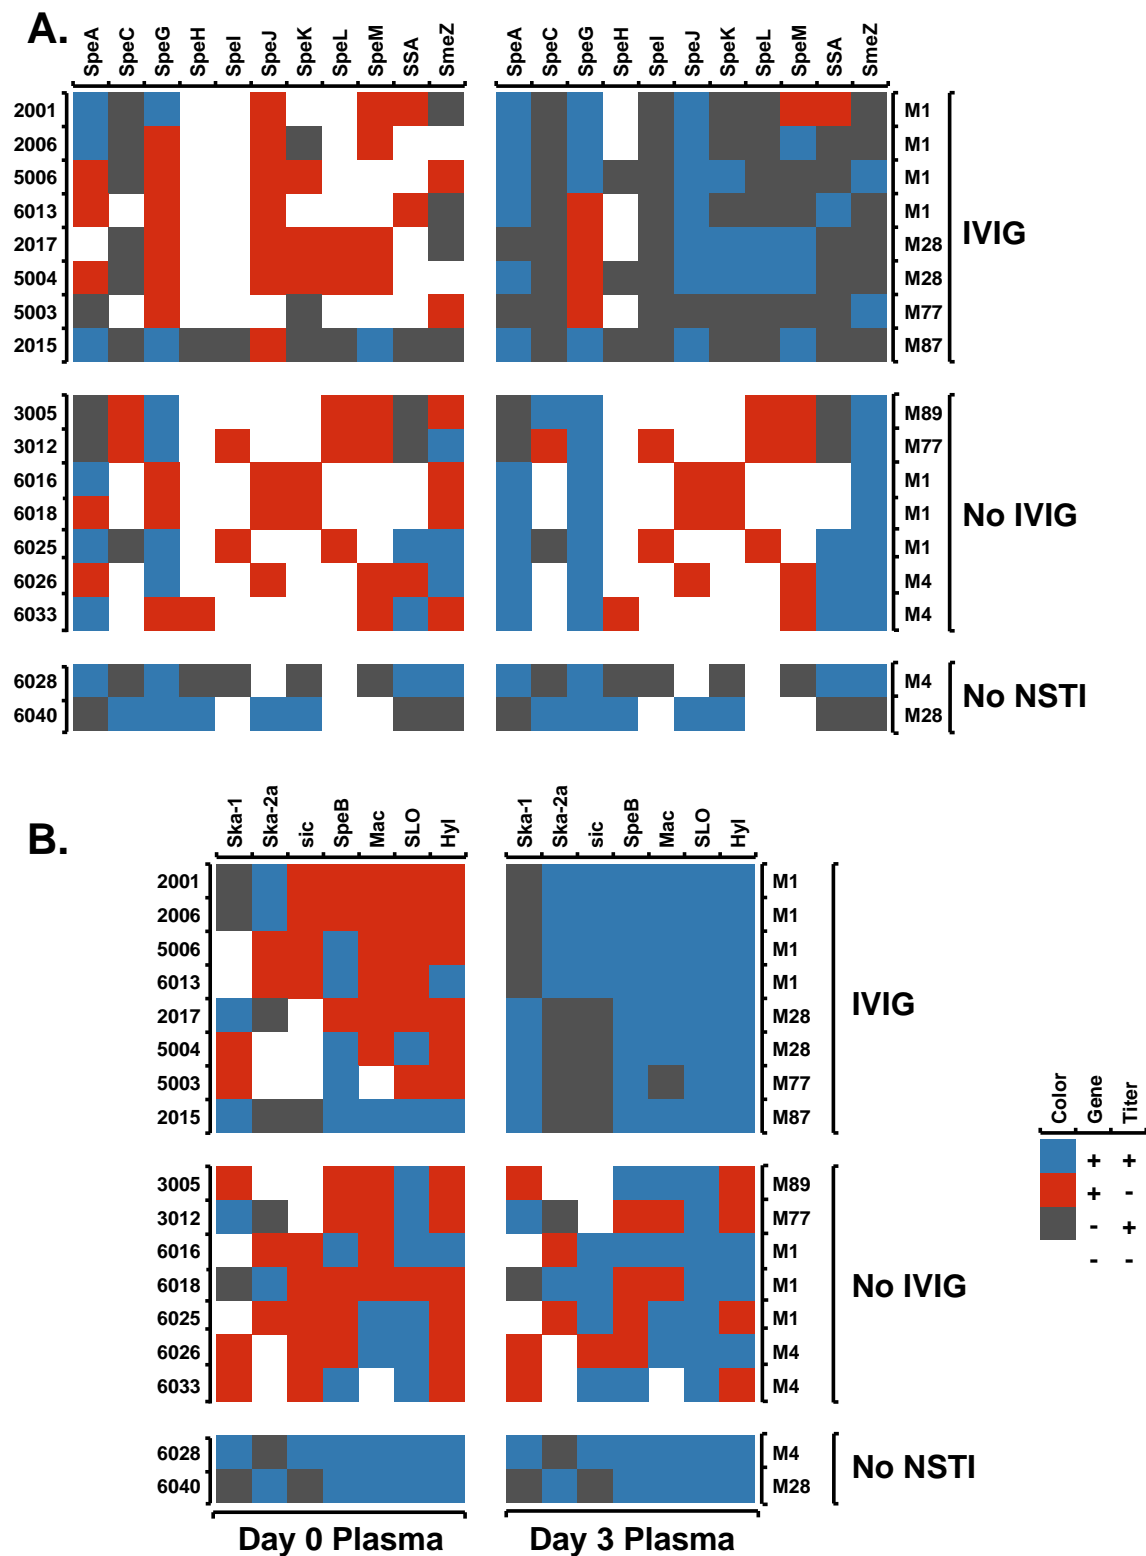 A.
SpeA SpeC SpeG SpeH SpeI SpeJ SpeK SpeL SpeM SSA SmeZ SpeA SpeC SpeG SpeH SpeI SpeJ SpeK SpeL SpeM SSA SmeZ
2001 M1
2006 M1
5006 M1
6013 M1
IVIG
2017 M28
5004 M28
5003 M77
2015 M87
3005 M89
3012 M77
6016 M1
6018 M1
No IVIG
6025 M1
6026 M4
6033 M4
6028 M4
No NSTI
6040 M28
B.
Ska-1 Ska-2a sic SpeB Mac SLO Hyl Ska-1 Ska-2a sic SpeB Mac SLO Hyl
2001 M1
2006 M1
5006 M1
6013 M1
IVIG
2017 M28
5004 M28
5003 M77
2015 M87
Color Gene Titer
+ +
+ -
- +
- -
3005 M89
3012 M77
6016 M1
6018 M1
No IVIG
6025 M1
6026 M4
6033 M4
6028 M4
No NSTI
6040 M28
Day 0 Plasma Day 3 Plasma